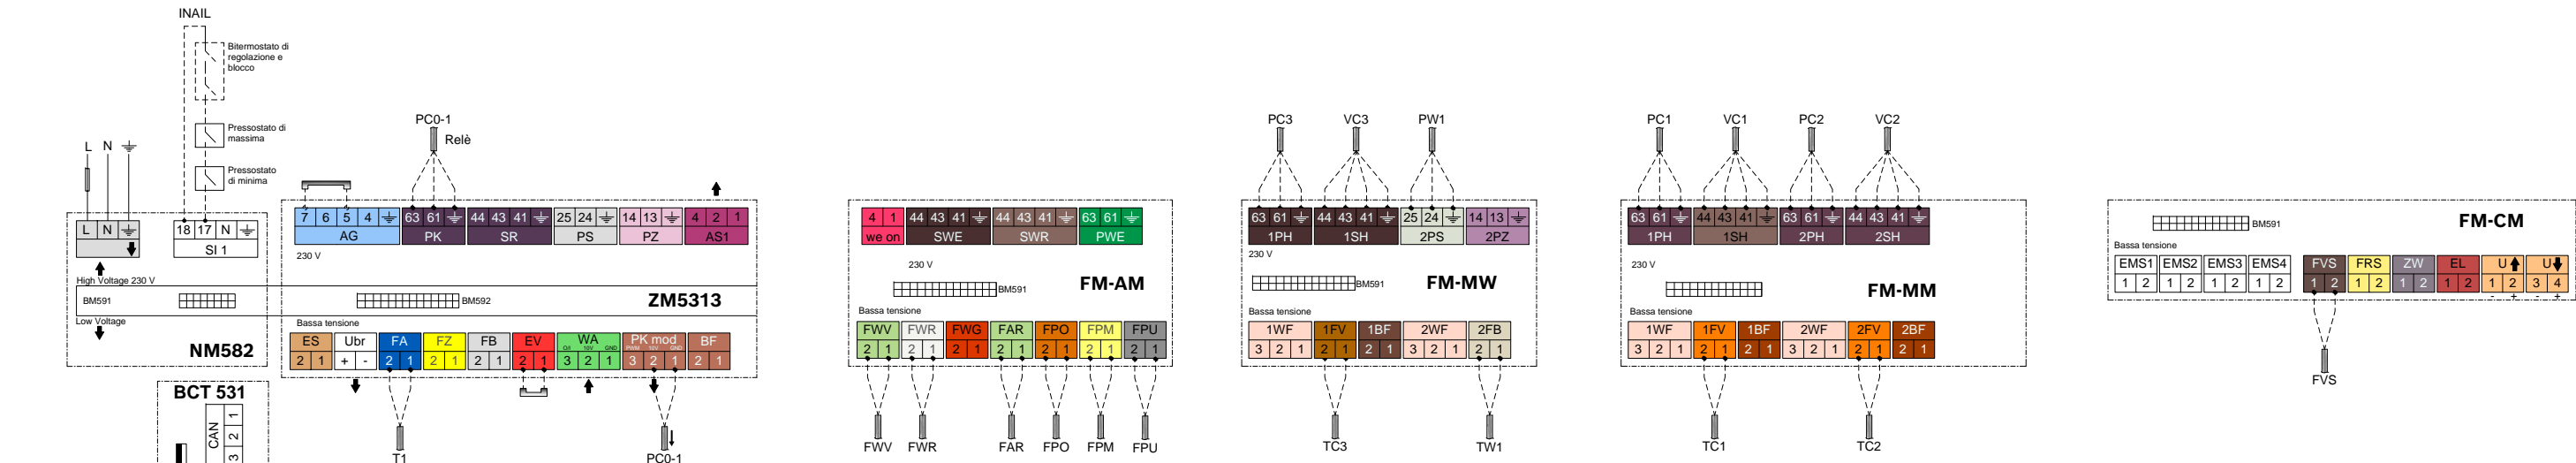 INAIL
Bitermostato di
regolazione e
blocco
Pressostato di
massima
Pressostato
di minima
L N
L N
18 17 N
SI 1
High Voltage 230 V
BM591
Low Voltage
NM582
BCT 531
CAN
1
2
3
PC0-1
Relè
7 6 5 4
AG
63 61
PK
44 43 41
SR
25 24
PS
14 13
PZ
4 2 1
AS1
230 V
BM592
ZM5313
Bassa tensione
ES
2 1
Ubr
+ -
FA
2 1
FZ
2 1
FB
2 1
EV
2 1
WA
O/I 10V GND
3 2 1
PK mod
PWM 10V GND
3 2 1
BF
2 1
T1
PC0-1
4 1
we on
44 43 41
SWE
44 43 41
SWR
63 61
PWE
230 V
BM591
FM-AM
Bassa tensione
FWV
2 1
FWR
2 1
FWG
2 1
FAR
2 1
FPO
2 1
FPM
2 1
FPU
2 1
FWV
FWR
FAR
FPO
FPM
FPU
PC3
VC3
PW1
63 61
1PH
44 43 41
1SH
25 24
2PS
14 13
2PZ
230 V
BM591
FM-MW
Bassa tensione
1WF
3 2 1
1FV
2 1
1BF
2 1
2WF
3 2 1
2FB
2 1
TC3
TW1
PC1
VC1
PC2
VC2
63 61
1PH
44 43 41
1SH
63 61
2PH
44 43 41
2SH
230 V
FM-MM
Bassa tensione
1WF
3 2 1
1FV
2 1
1BF
2 1
2WF
3 2 1
2FV
2 1
2BF
2 1
TC1
TC2
BM591
FM-CM
Bassa tensione
EMS1
1 2
EMS2
1 2
EMS3
1 2
EMS4
1 2
FVS
1 2
FRS
1 2
ZW
1 2
EL
1 2
U
1 2
- +
U
3 4
- +
FVS